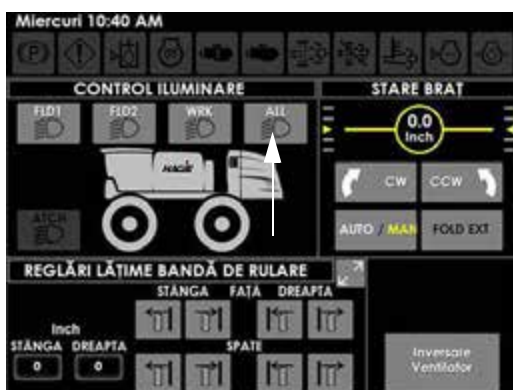 Miercuri 10:40 AM
CONTROL ILUMINARE
STARE BRAȚ
FLD1 FLD2 WRK ALL
0.0
Inch
HAGIE
CW CCW
ATCH
AUTO / MAN FOLD EXT
REGLĂRI LĂȚIME BANDĂ DE RULARE
STÂNGA FAȚĂ DREAPTA
Inch
STÂNGA DREAPTA SPATE
0 0
Inversare
Ventilator